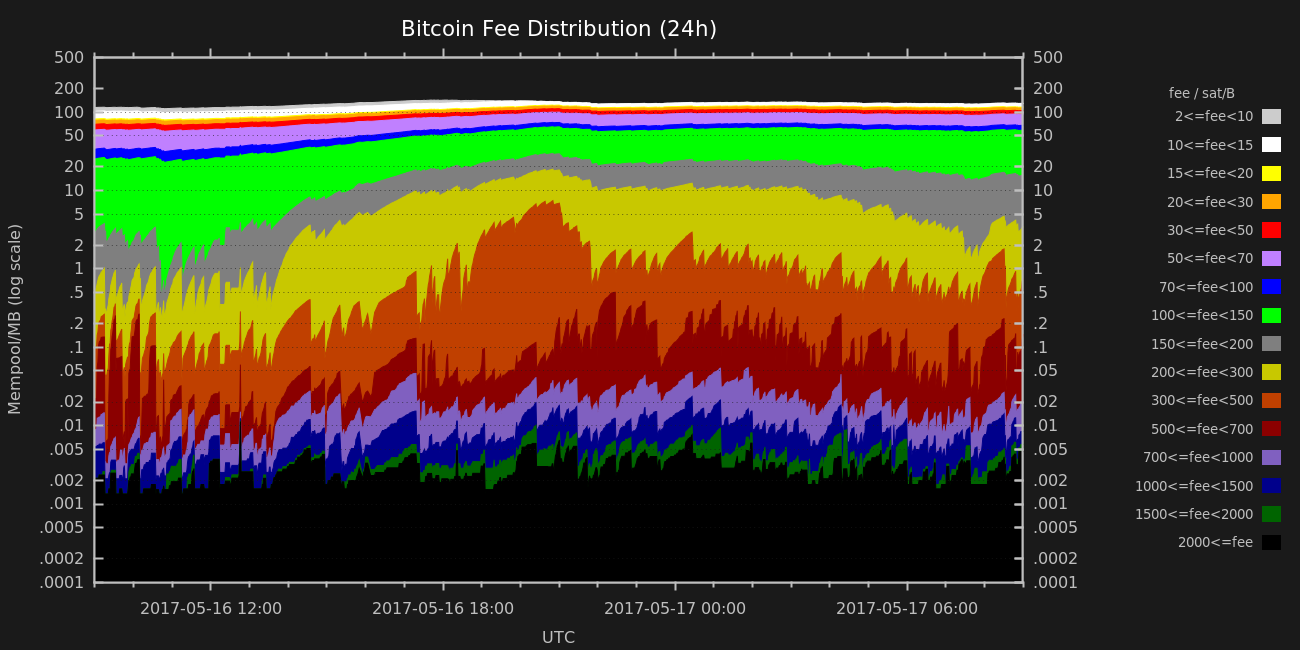 Bitcoin Fee Distribution (24h)
500
200
100
50
20
10
5
2
1
.5
.2
.1
.05
.02
.01
.005
.002
.001
.0005
.0002
.0001
Mempool/MB (log scale)
500
200
100
50
20
10
5
2
1
.5
.2
.1
.05
.02
.01
.005
.002
.001
.0005
.0002
.0001
2017-05-16 12:00
2017-05-16 18:00
2017-05-17 00:00
2017-05-17 06:00
UTC
fee / sat/B
2<=fee<10
10<=fee<15
15<=fee<20
20<=fee<30
30<=fee<50
50<=fee<70
70<=fee<100
100<=fee<150
150<=fee<200
200<=fee<300
300<=fee<500
500<=fee<700
700<=fee<1000
1000<=fee<1500
1500<=fee<2000
2000<=fee